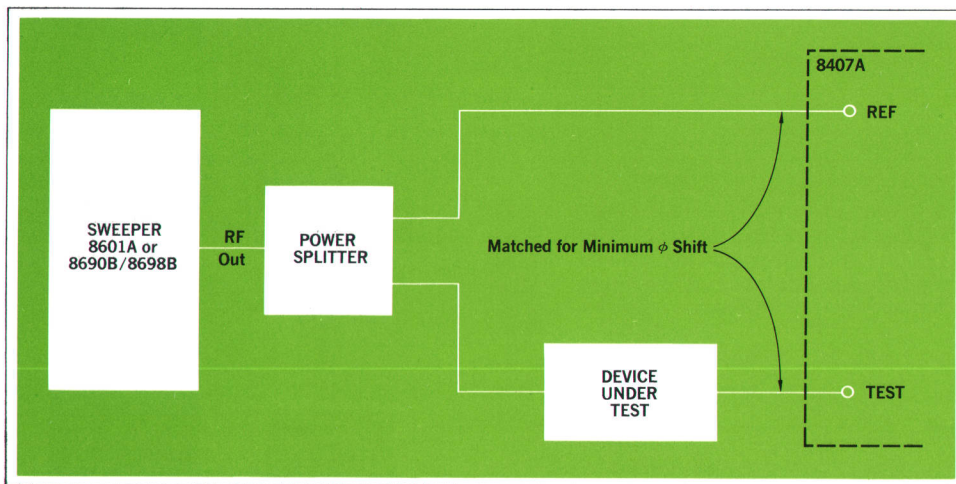 8407A
REF
SWEEPER
8601A or
8690B/8698B
RF
Out
POWER
SPLITTER
Matched for Minimum ϕ Shift
DEVICE
UNDER
TEST
TEST